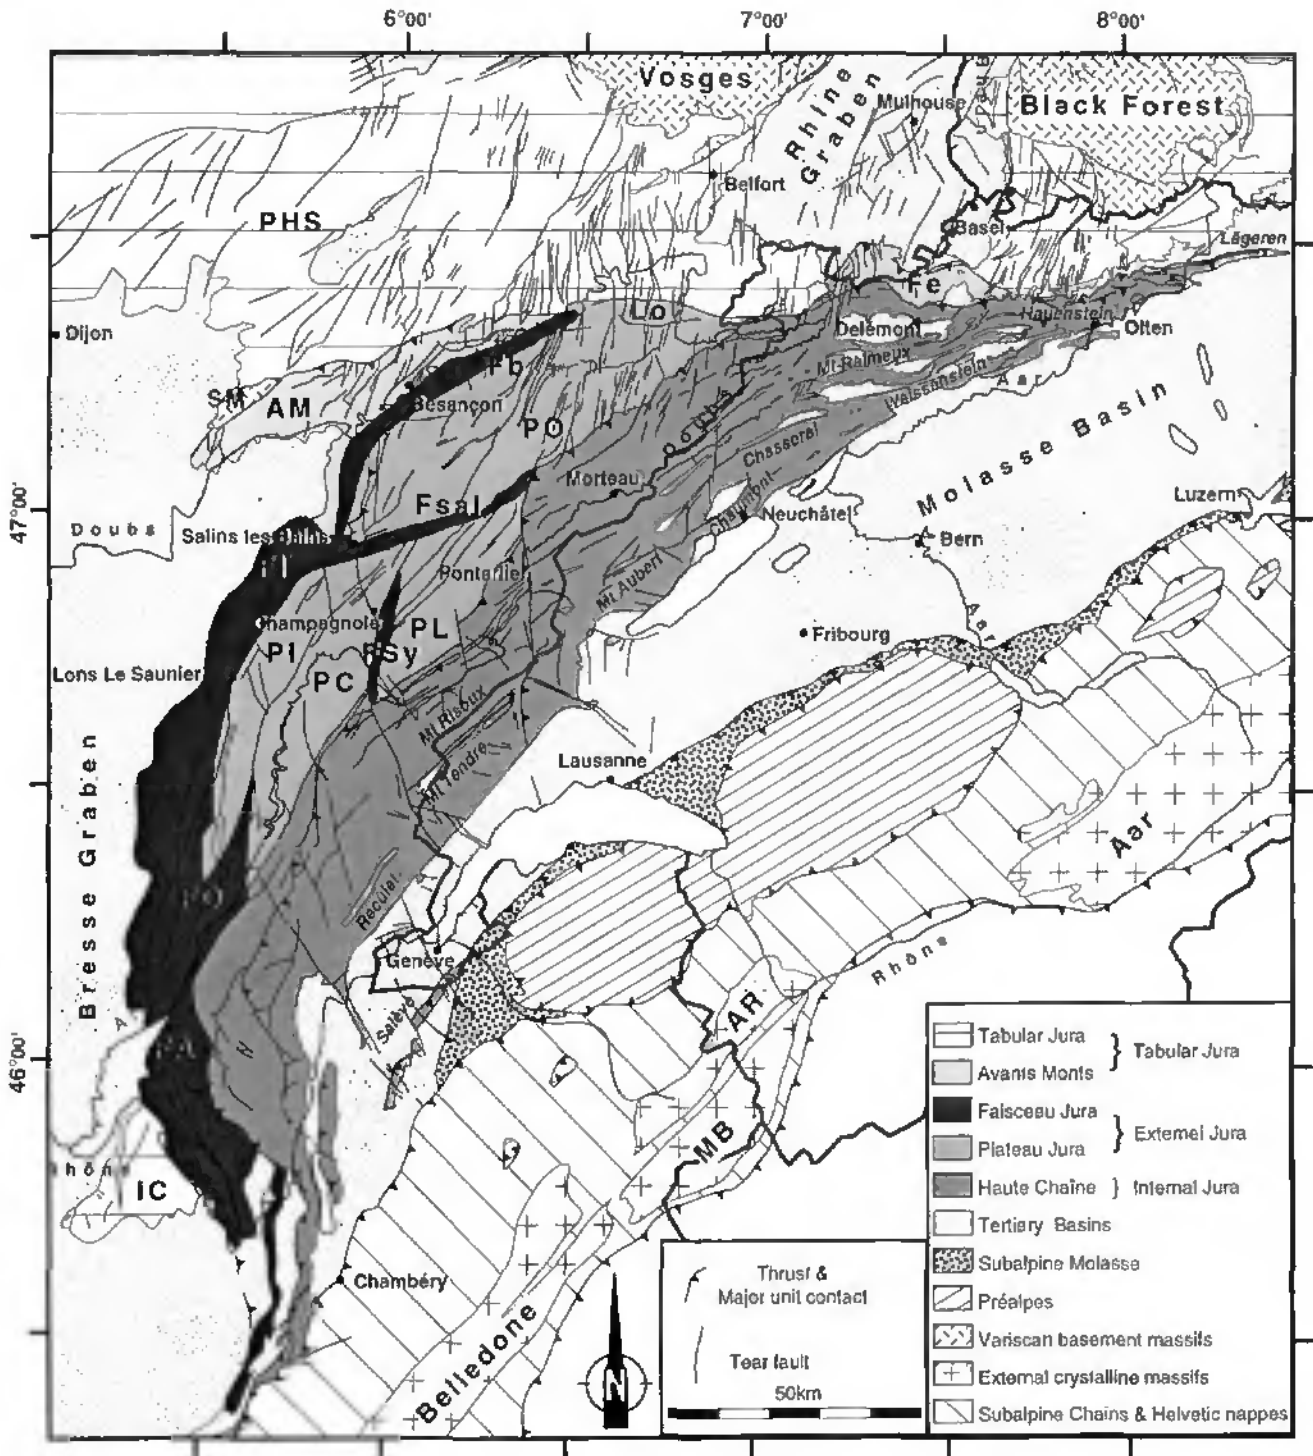 6°00'
7°00'
8°00'
Vosges
Rhine
Graben
Mulhouse
Black Forest
Belfort
PHS
Basel
Lägeren
Fe
Lo
Hauenstein
Dijon
Delémont
Olten
Mt Raimeux
Fb
SM
AM
Weissenstein
Aar
Besançon
PO
Doubs
Chasseral
Molasse Basin
Morteau
Fsal
Chaumont
Luzern
47°00'
Neuchâtel
Doubs
Salins les Bains
Bern
Pontarlier
Mt Aubert
Champagnole
PL
Aar
Fribourg
PI
FSy
Lons Le Saunier
PC
Mt Risoux
Mt Tendre
Lausanne
Bresse Graben
Aar
Reculet
Genève
Rhône
Salève
AR
46°00'
MB
Rhône
IC
Chambéry
Belledone
N
Tabular Jura
Tabular Jura
Avants Monts
Faisceau Jura
Externel Jura
Plateau Jura
Haute Chaîne
Internal Jura
Tertiary Basins
Subalpine Molasse
Préalpes
Variscan basement massifs
External crystalline massifs
Subalpine Chains & Helvetic nappes
Thrust &
Major unit contact
Tear fault
50km